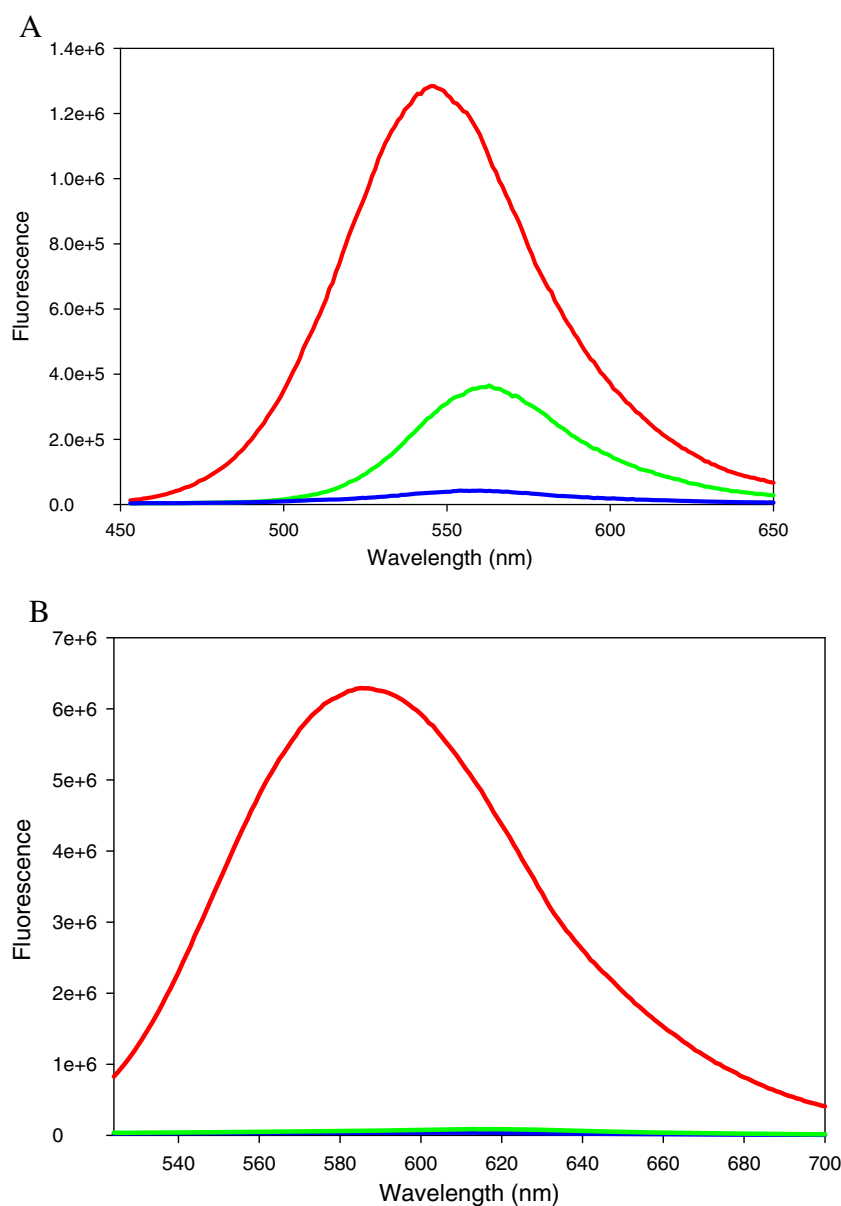 A
1.4e+6
1.2e+6
1.0e+6
8.0e+5
6.0e+5
4.0e+5
2.0e+5
0.0
Fluorescence
450 500 550 600 650
Wavelength (nm)
B
7e+6
6e+6
5e+6
4e+6
3e+6
2e+6
1e+6
0
Fluorescence
540 560 580 600 620 640 660 680 700
Wavelength (nm)